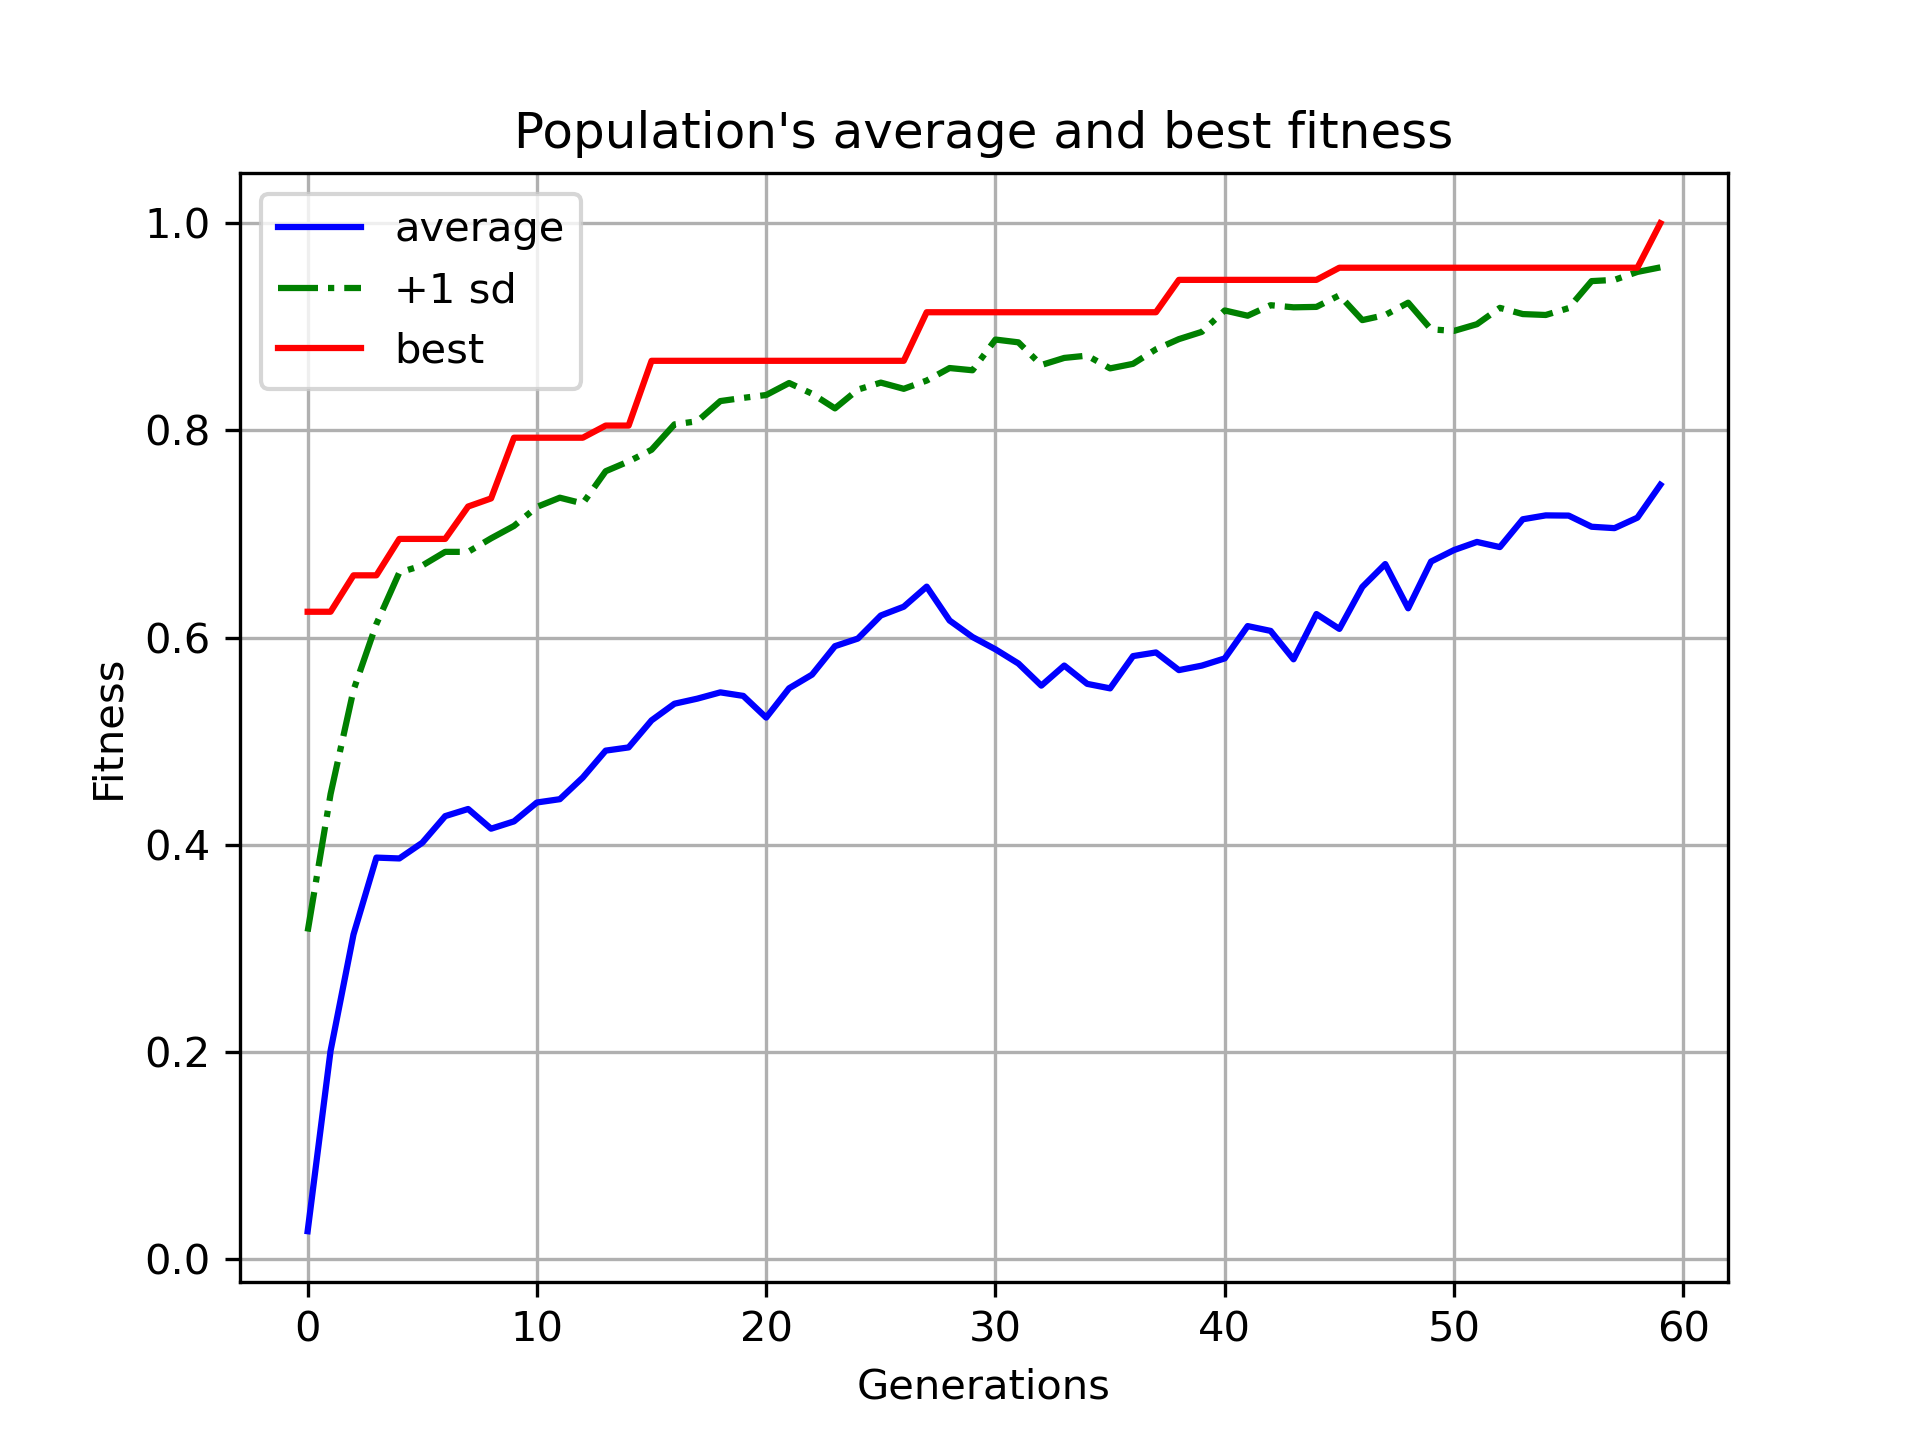 Population's average and best fitness
average
+1 sd
best
1.0
0.8
0.6
0.4
0.2
0.0
Fitness
0 10 20 30 40 50 60
Generations